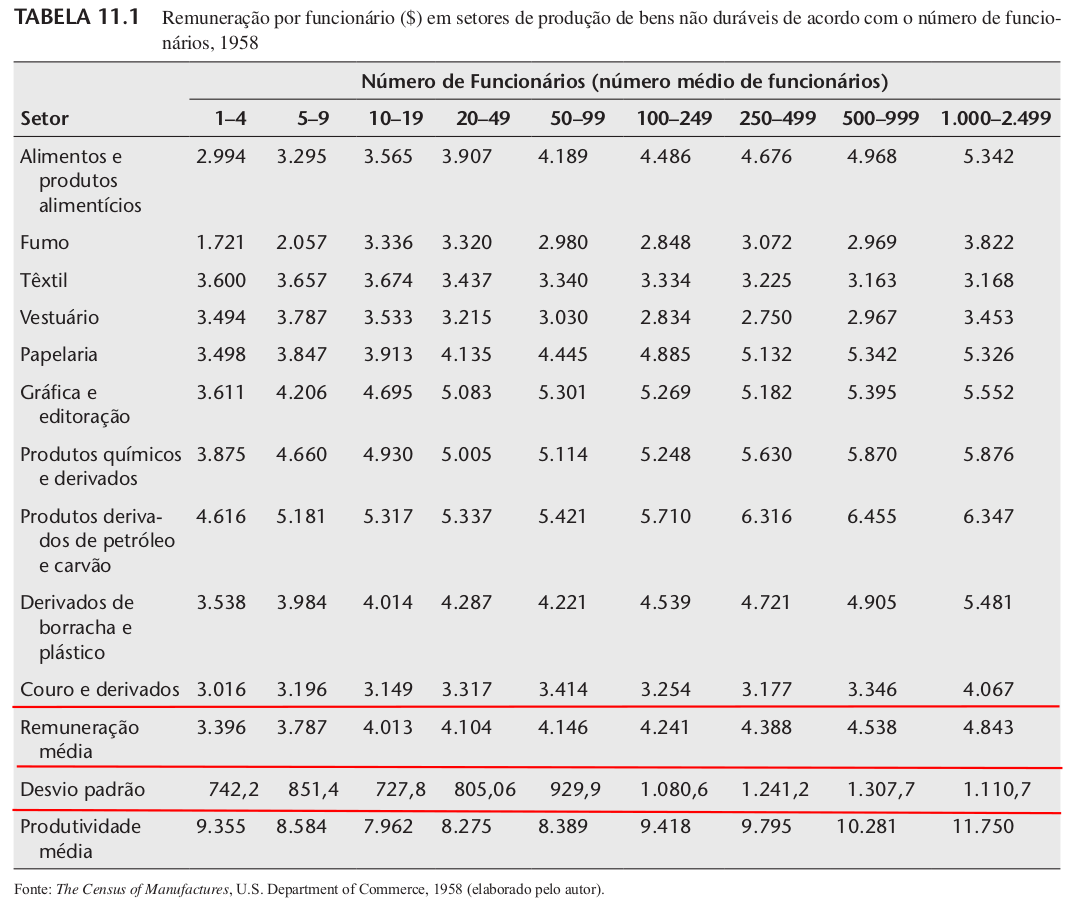 TABELA 11.1 Remuneração por funcionário ($) em setores de produção de bens não duráveis de acordo com o número de funcio-
nários, 1958
Número de Funcionários (número médio de funcionários)
Setor 1–4 5–9 10–19 20–49 50–99 100–249 250–499 500–999 1.000–2.499
Alimentos e 2.994 3.295 3.565 3.907 4.189 4.486 4.676 4.968 5.342
produtos
alimentícios
Fumo 1.721 2.057 3.336 3.320 2.980 2.848 3.072 2.969 3.822
Têxtil 3.600 3.657 3.674 3.437 3.340 3.334 3.225 3.163 3.168
Vestuário 3.494 3.787 3.533 3.215 3.030 2.834 2.750 2.967 3.453
Papelaria 3.498 3.847 3.913 4.135 4.445 4.885 5.132 5.342 5.326
Gráfica e 3.611 4.206 4.695 5.083 5.301 5.269 5.182 5.395 5.552
editoração
Produtos químicos 3.875 4.660 4.930 5.005 5.114 5.248 5.630 5.870 5.876
e derivados
Produtos deriva- 4.616 5.181 5.317 5.337 5.421 5.710 6.316 6.455 6.347
dos de petróleo
e carvão
Derivados de 3.538 3.984 4.014 4.287 4.221 4.539 4.721 4.905 5.481
borracha e
plástico
Couro e derivados 3.016 3.196 3.149 3.317 3.414 3.254 3.177 3.346 4.067
Remuneração 3.396 3.787 4.013 4.104 4.146 4.241 4.388 4.538 4.843
média
Desvio padrão 742,2 851,4 727,8 805,06 929,9 1.080,6 1.241,2 1.307,7 1.110,7
Produtividade 9.355 8.584 7.962 8.275 8.389 9.418 9.795 10.281 11.750
média
Fonte: The Census of Manufactures, U.S. Department of Commerce, 1958 (elaborado pelo autor).